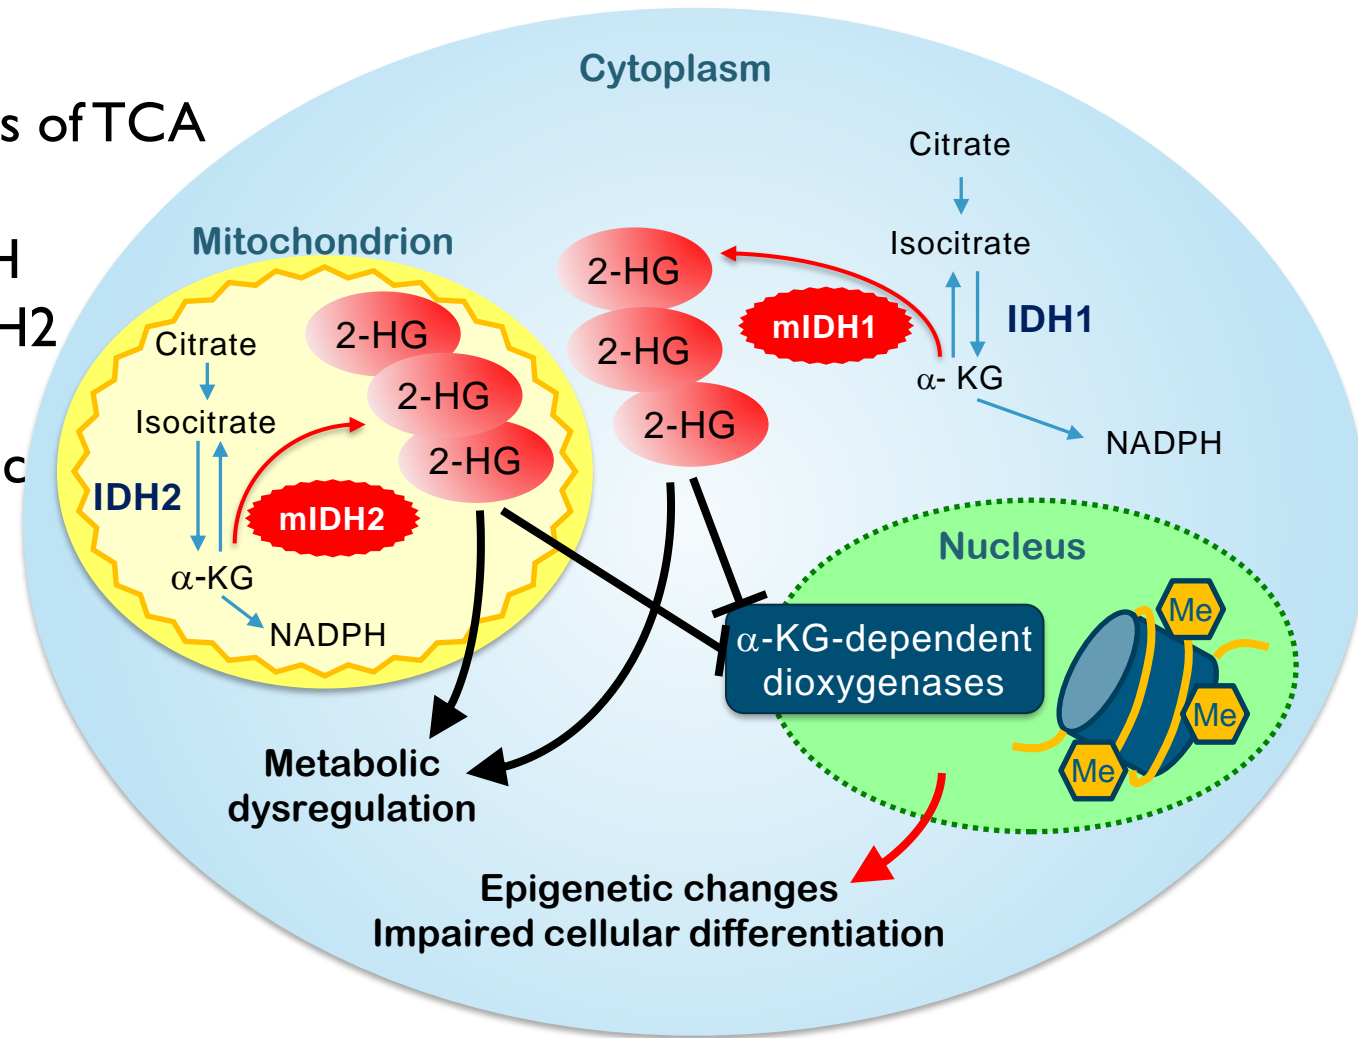 Cytoplasm
s of TCA
H
H2
c
Mitochondrion
Citrate
Isocitrate
IDH2
α-KG
NADPH
mIDH2
2-HG
2-HG
2-HG
2-HG
2-HG
2-HG
mIDH1
Citrate
Isocitrate
IDH1
α- KG
NADPH
Nucleus
α-KG-dependent
dioxygenases
Me
Me
Me
Metabolic
dysregulation
Epigenetic changes
Impaired cellular differentiation